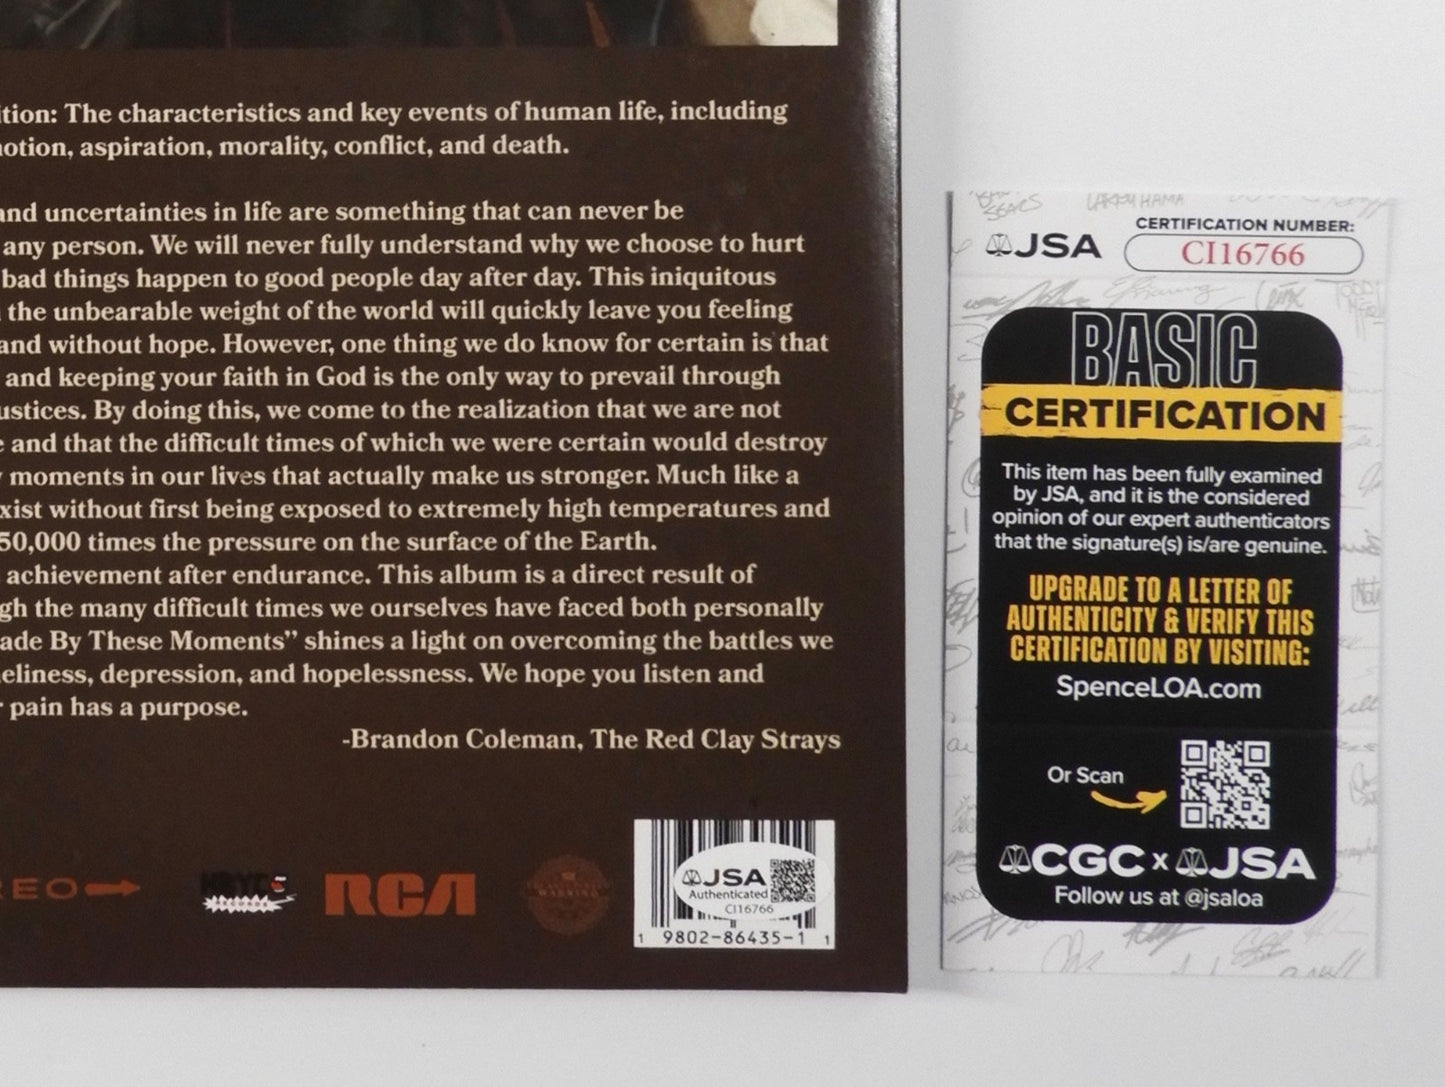 ition: The characteristics and key events of human life, including
notion, aspiration, morality, conflict, and death.
and uncertainties in life are something that can never be
any person. We will never fully understand why we choose to hurt
bad things happen to good people day after day. This iniquitous
the unbearable weight of the world will quickly leave you feeling
and without hope. However, one thing we do know for certain is that
and keeping your faith in God is the only way to prevail through
ustices. By doing this, we come to the realization that we are not
e and that the difficult times of which we were certain would destroy
moments in our lives that actually make us stronger. Much like a
xist without first being exposed to extremely high temperatures and
50,000 times the pressure on the surface of the Earth.
achievement after endurance. This album is a direct result of
gh the many difficult times we ourselves have faced both personally
ade By These Moments” shines a light on overcoming the battles we
eliness, depression, and hopelessness. We hope you listen and
r pain has a purpose.
-Brandon Coleman, The Red Clay Strays
REO
RCA
JSA
Authenticated
CI16766
1 9802-86435-1 1
JSA
CERTIFICATION NUMBER:
CI16766
BASIC
CERTIFICATION
This item has been fully examined
by JSA, and it is the considered
opinion of our expert authenticators
that the signature(s) is/are genuine.
UPGRADE TO A LETTER OF
AUTHENTICITY & VERIFY THIS
CERTIFICATION BY VISITING:
SpenceLOA.com
Or Scan
CGC x JSA
Follow us at @jsaloa